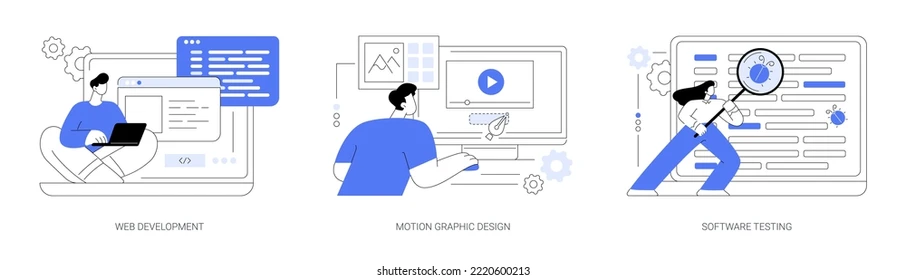 </>
WEB DEVELOPMENT
MOTION GRAPHIC DESIGN
SOFTWARE TESTING
shutterstock.com · 2220600213